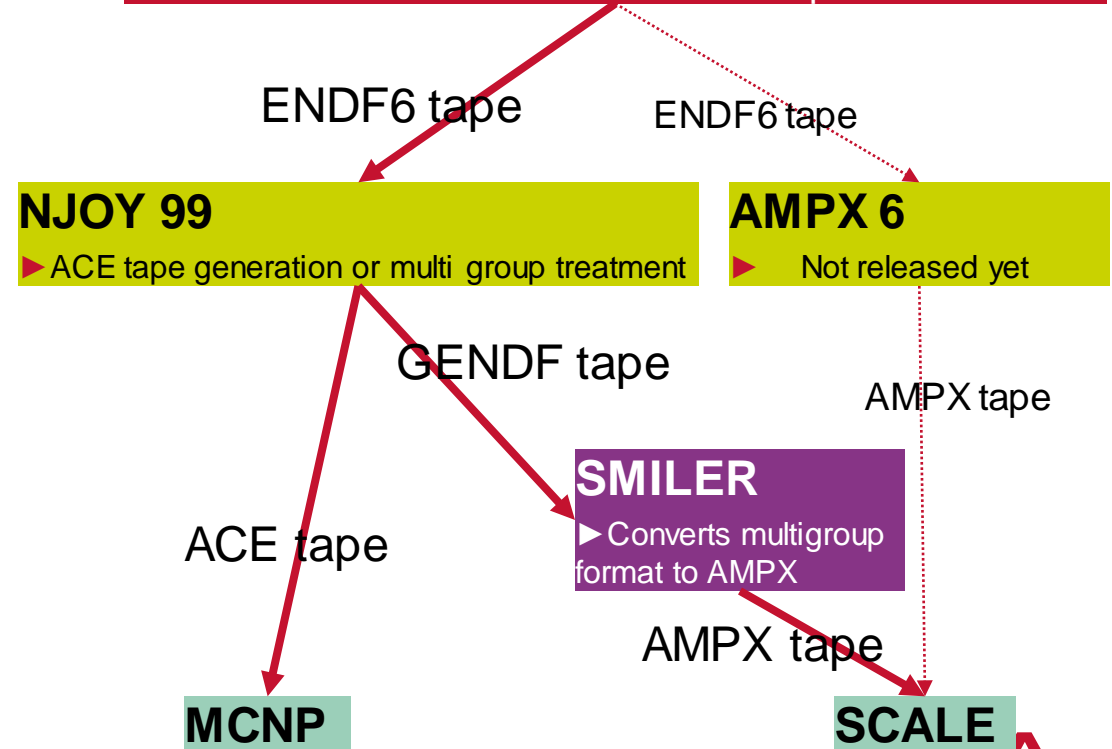 ENDF6 tape
ENDF6 tape
NJOY 99
►ACE tape generation or multi group treatment
AMPX 6
► Not released yet
GENDF tape
AMPX tape
SMILER
►Converts multigroup
format to AMPX
ACE tape
AMPX tape
MCNP
SCALE